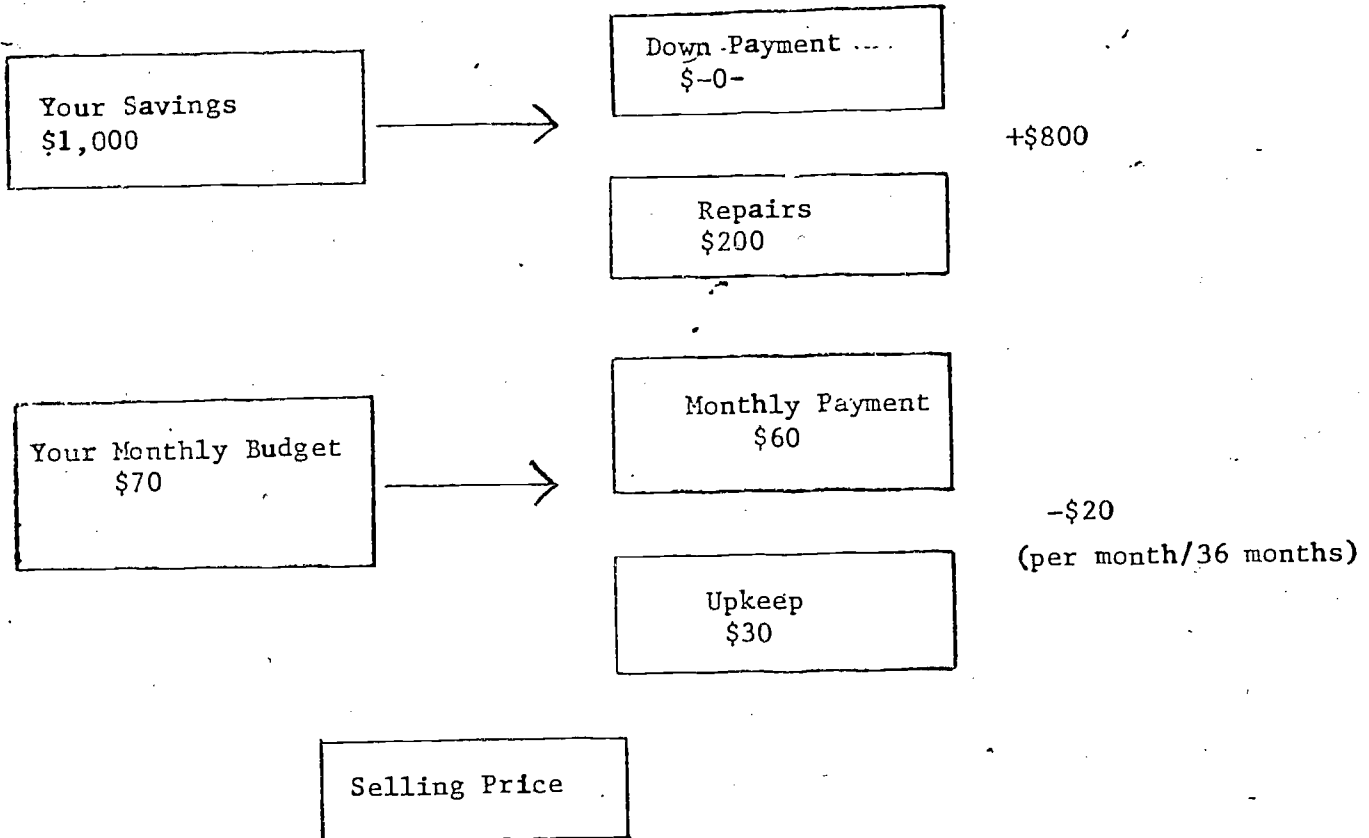 Your Savings
$1,000
Down Payment ....
$-0-
+$800
Repairs
$200
Your Monthly Budget
$70
Monthly Payment
$60
-$20
(per month/36 months)
Upkeep
$30
Selling Price